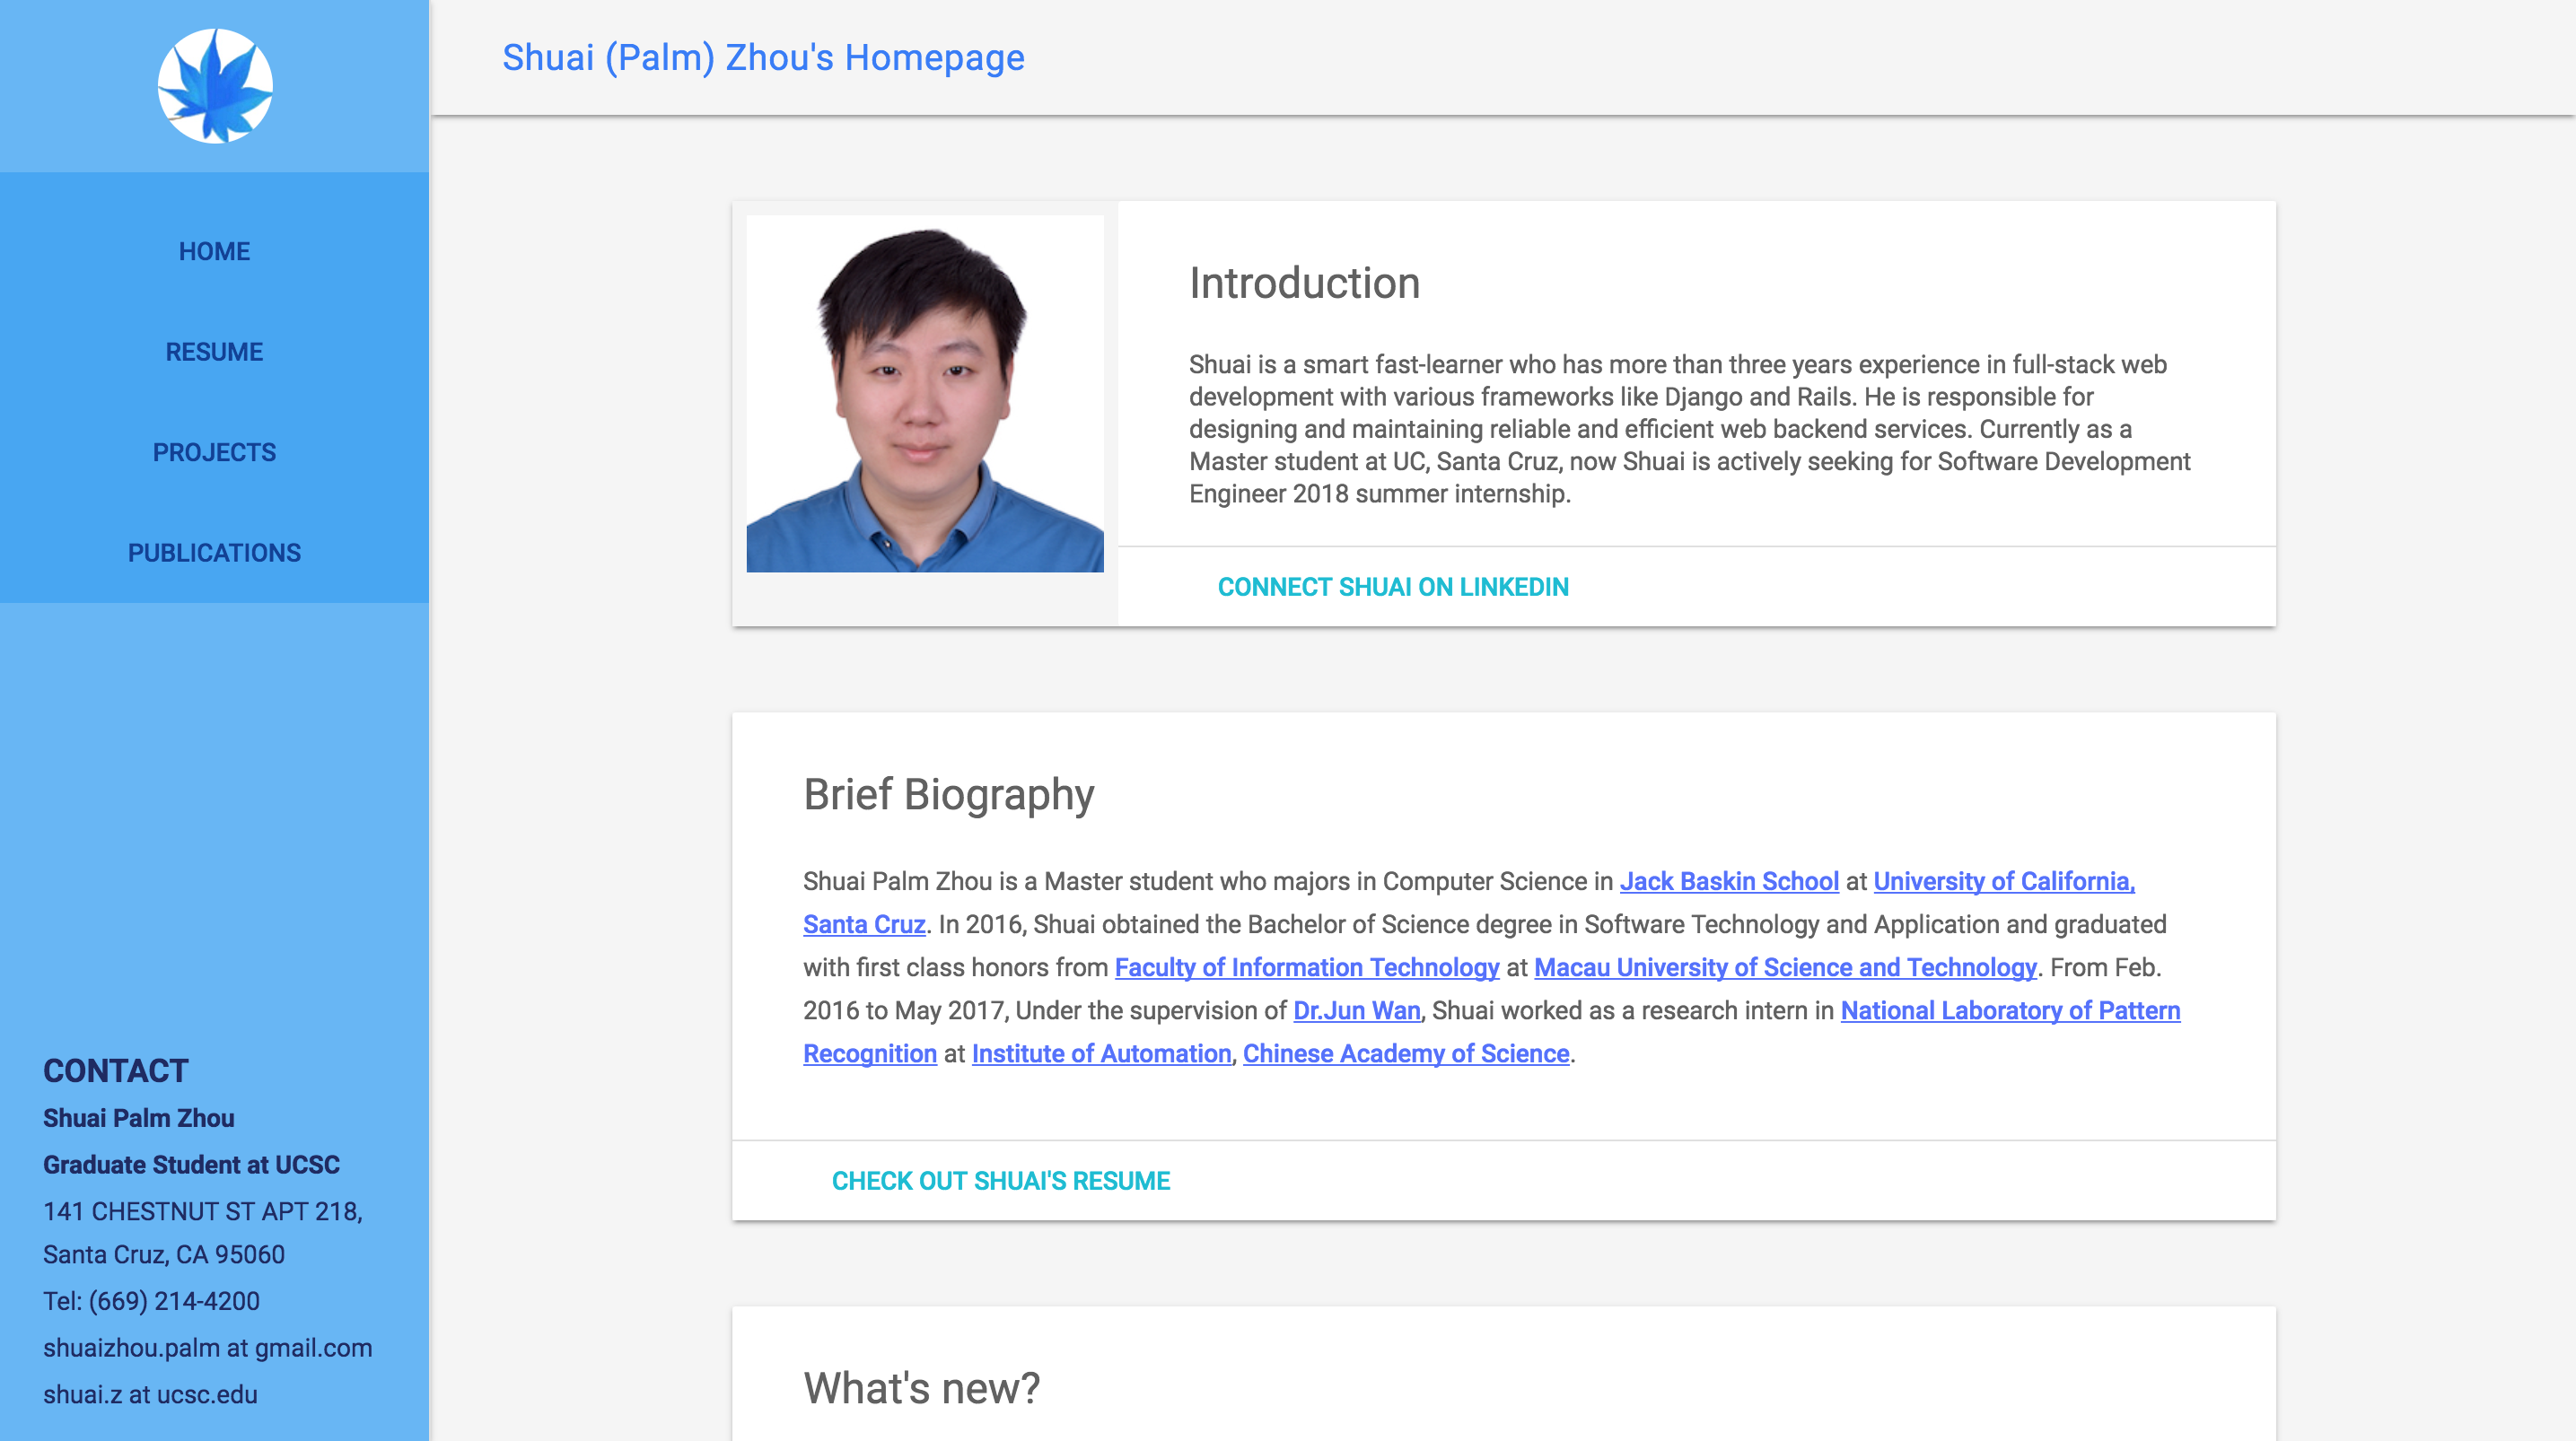 Shuai (Palm) Zhou's Homepage
HOME
RESUME
PROJECTS
PUBLICATIONS
CONTACT
Shuai Palm Zhou
Graduate Student at UCSC
141 CHESTNUT ST APT 218,
Santa Cruz, CA 95060
Tel: (669) 214-4200
shuaizhou.palm at gmail.com
shuai.z at ucsc.edu
Introduction
Shuai is a smart fast-learner who has more than three years experience in full-stack web
development with various frameworks like Django and Rails. He is responsible for
designing and maintaining reliable and efficient web backend services. Currently as a
Master student at UC, Santa Cruz, now Shuai is actively seeking for Software Development
Engineer 2018 summer internship.
CONNECT SHUAI ON LINKEDIN
Brief Biography
Shuai Palm Zhou is a Master student who majors in Computer Science in Jack Baskin School at University of California,
Santa Cruz. In 2016, Shuai obtained the Bachelor of Science degree in Software Technology and Application and graduated
with first class honors from Faculty of Information Technology at Macau University of Science and Technology. From Feb.
2016 to May 2017, Under the supervision of Dr.Jun Wan, Shuai worked as a research intern in National Laboratory of Pattern
Recognition at Institute of Automation, Chinese Academy of Science.
CHECK OUT SHUAI'S RESUME
What's new?